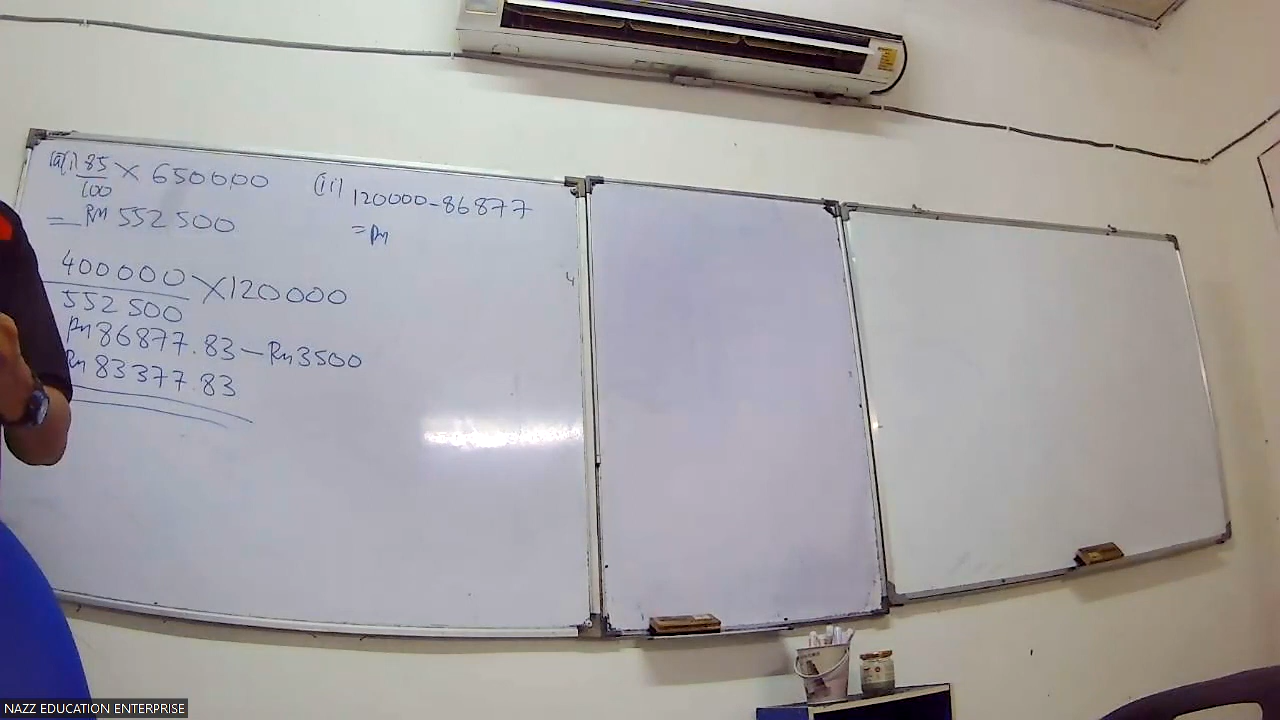 (a)(i) 85/100 × 650000
= RM 552 500
400000/552 500 × 120000
RM 86877.83 – RM 3500
RM 83377.83
(ii) 120000 – 86877
= RM
NAZZ EDUCATION ENTERPRISE